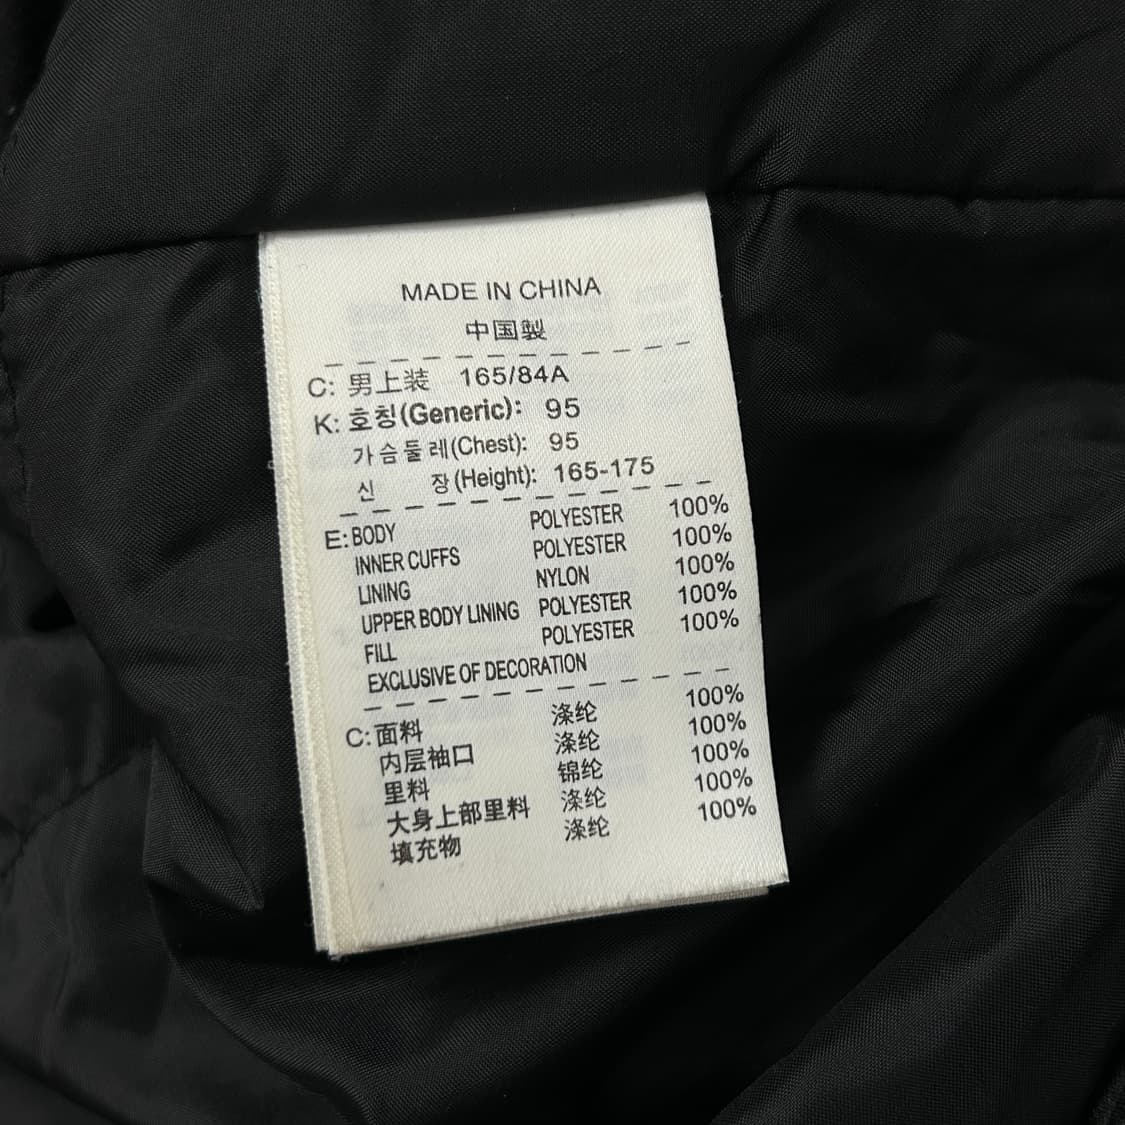 MADE IN CHINA
中国製
C: 男上装 165/84A
K: 호칭(Generic): 95
가슴둘레(Chest): 95
신 장(Height): 165-175
E: BODY POLYESTER 100%
INNER CUFFS POLYESTER 100%
LINING NYLON 100%
UPPER BODY LINING POLYESTER 100%
FILL POLYESTER 100%
EXCLUSIVE OF DECORATION
C: 面料 涤纶 100%
内层袖口 涤纶 100%
里料 锦纶 100%
大身上部里料 涤纶 100%
填充物 涤纶 100%